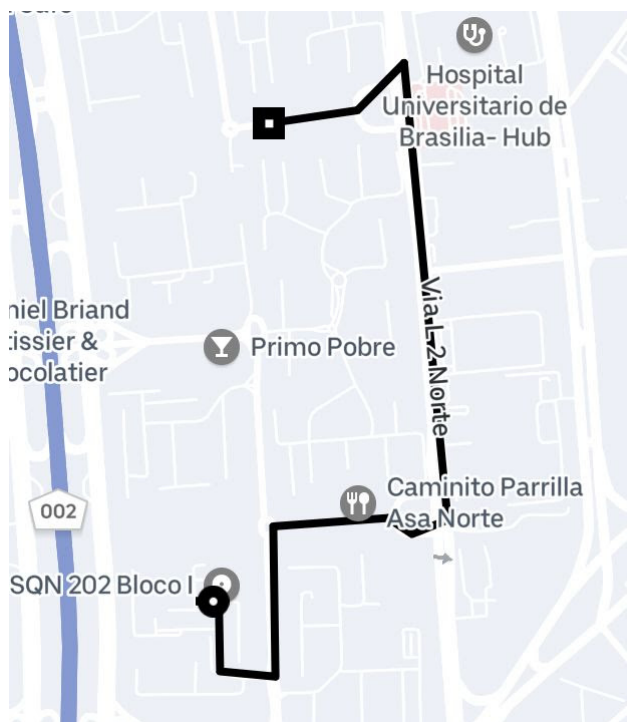 Hospital
Universitario de
Brasilia- Hub
Via L 2 Norte
niel Briand
tissier &
ocolatier
Primo Pobre
Caminito Parrilla
Asa Norte
002
SQN 202 Bloco I